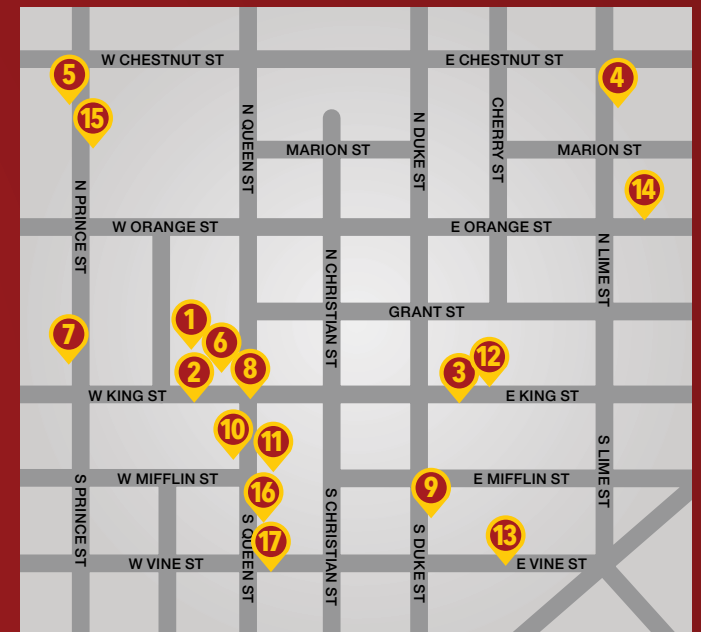 W CHESTNUT ST
E CHESTNUT ST
5
4
15
N QUEEN ST
N DUKE ST
CHERRY ST
MARION ST
MARION ST
14
N PRINCE ST
W ORANGE ST
E ORANGE ST
N CHRISTIAN ST
N LIME ST
GRANT ST
1
7
6
12
2
8
3
W KING ST
E KING ST
10
11
S LIME ST
W MIFFLIN ST
E MIFFLIN ST
9
16
S PRINCE ST
S QUEEN ST
S CHRISTIAN ST
S DUKE ST
17
13
W VINE ST
E VINE ST